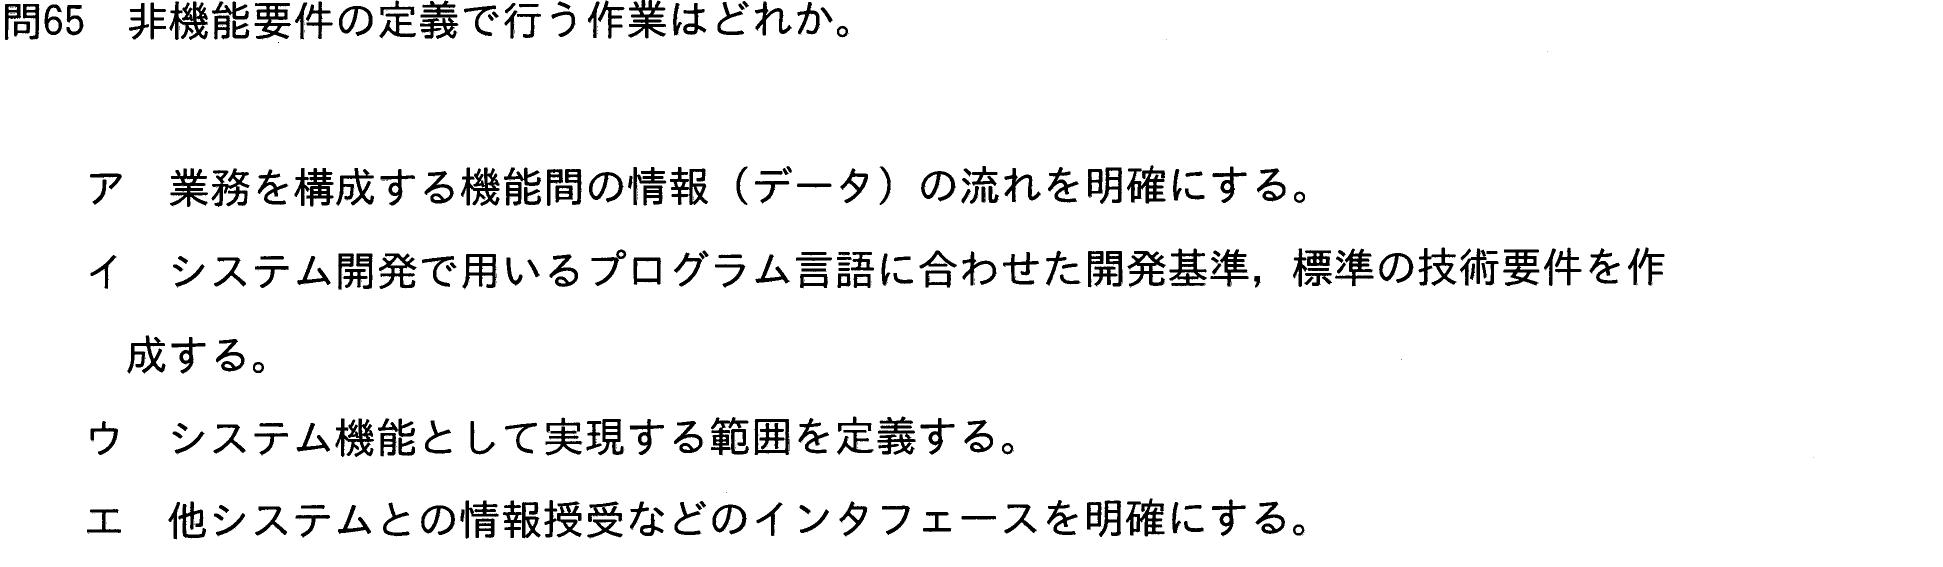 問65　非機能要件の定義で行う作業はどれか。
ア　業務を構成する機能間の情報（データ）の流れを明確にする。
イ　システム開発で用いるプログラム言語に合わせた開発基準，標準の技術要件を作
成する。
ウ　システム機能として実現する範囲を定義する。
エ　他システムとの情報授受などのインタフェースを明確にする。